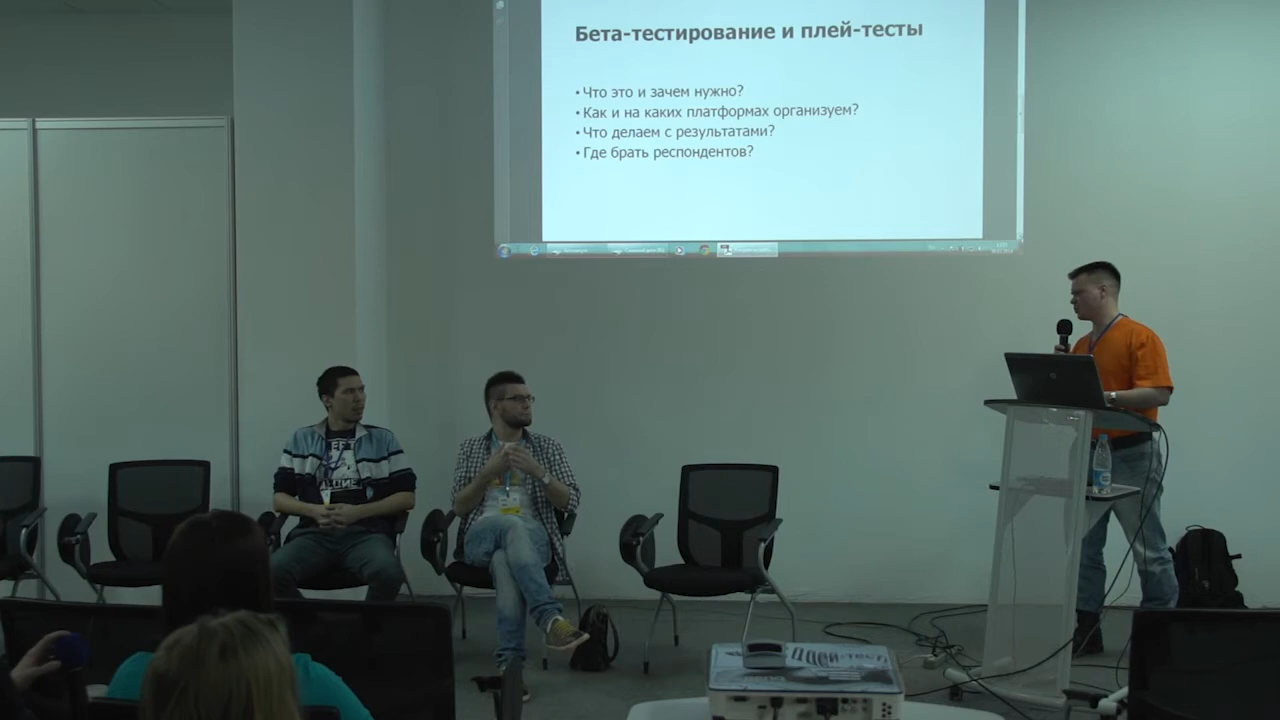 Бета-тестирование и плей-тесты
• Что это и зачем нужно?
• Как и на каких платформах организуем?
• Что делаем с результатами?
• Где брать респондентов?